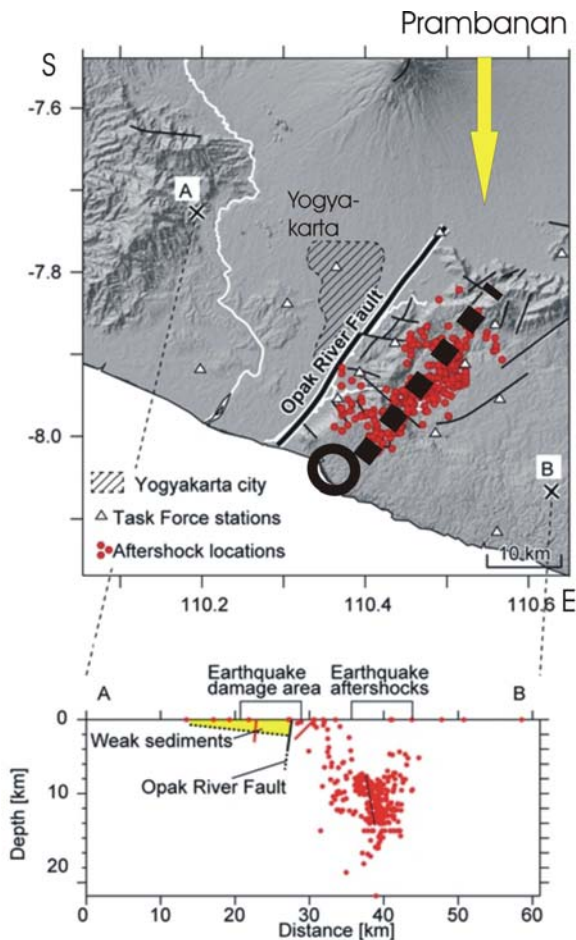 Prambanan
S
-7.6
A
Yogya-
karta
-7.8
Opak River Fault
-8.0
B
Yogyakarta city
Task Force stations
Aftershock locations
10 km
110.2
110.4
110.6
E
Earthquake
damage area
Earthquake
aftershocks
A
B
0
Weak sediments
Opak River Fault
10
20
Depth [km]
0
10
20
30
40
50
60
Distance [km]